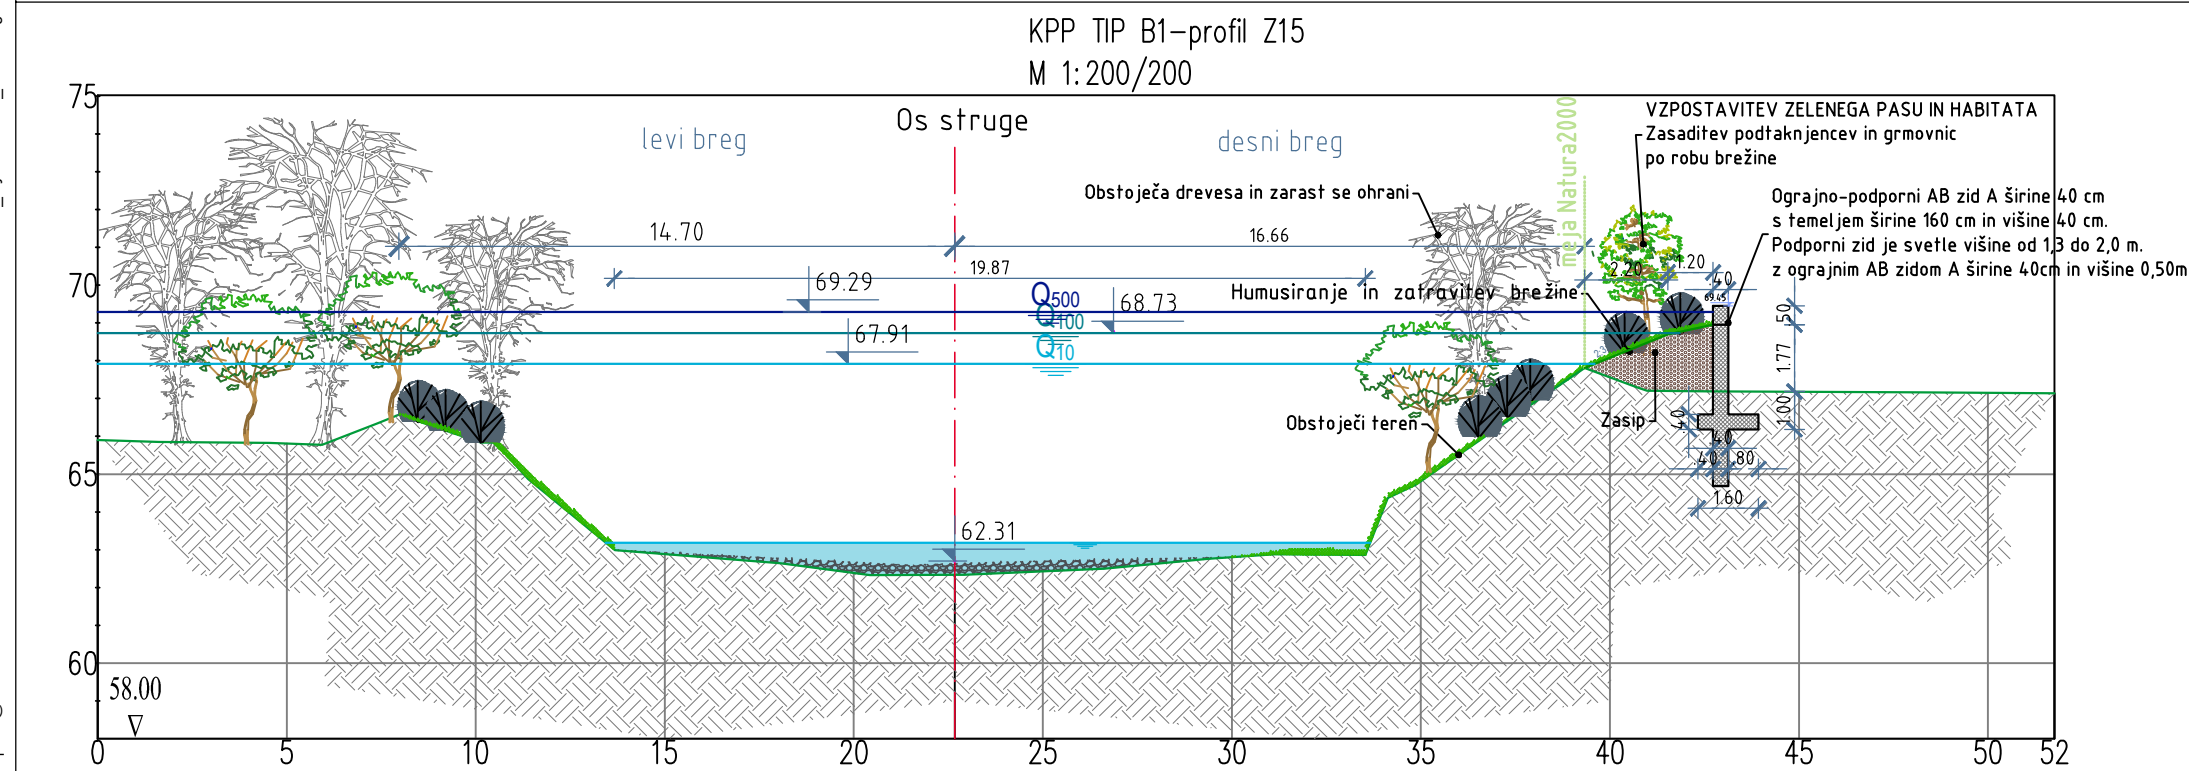 KPP TIP B1-profil Z15
M 1:200/200
75
70
65
60
58.00
0
5
10
15
20
25
30
35
40
45
50
52
Os struge
levi breg
desni breg
meja Natura2000
VZPOSTAVITEV ZELENEGA PASU IN HABITATA
Zasaditev podtaknjencev in grmovnic
po robu brežine
Obstoječa drevesa in zarast se ohrani
Ograjno-podporni AB zid A širine 40 cm
s temeljem širine 160 cm in višine 40 cm.
Podporni zid je svetle višine od 1,3 do 2,0 m.
z ograjnim AB zidom A širine 40cm in višine 0,50m
14.70
16.66
19.87
2.20
1.20
.40
69.45
69.29
68.73
67.91
Q500
Q100
Q10
Humusiranje in zatravitev brežine
.50
1.77
1.00
Obstoječi teren
Zasip
.40
.40
.40
.80
1.60
62.31